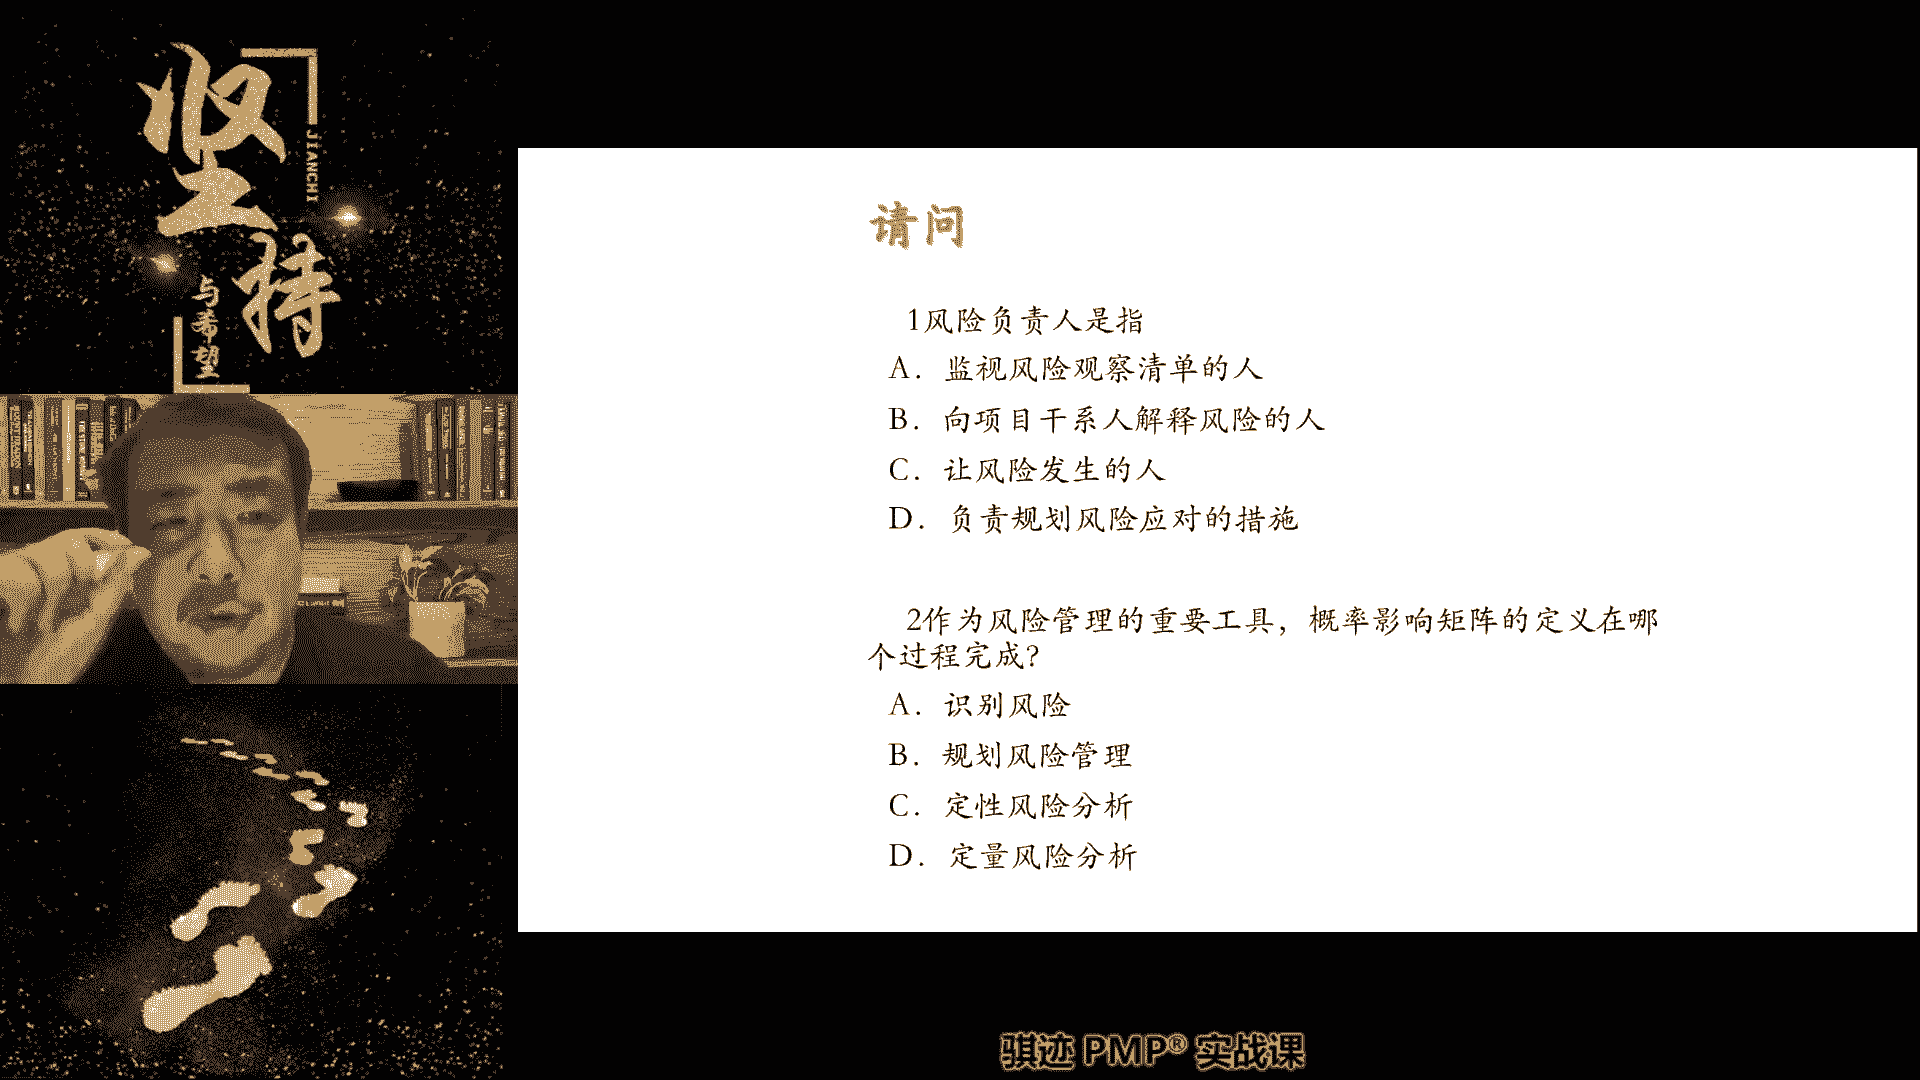 坚持
JIANCHI
与希望
请问
1风险负责人是指
A. 监视风险观察清单的人
B. 向项目干系人解释风险的人
C. 让风险发生的人
D. 负责规划风险应对的措施
2作为风险管理的重要工具，概率影响矩阵的定义在哪
个过程完成？
A. 识别风险
B. 规划风险管理
C. 定性风险分析
D. 定量风险分析
骐迹 PMP® 实战课